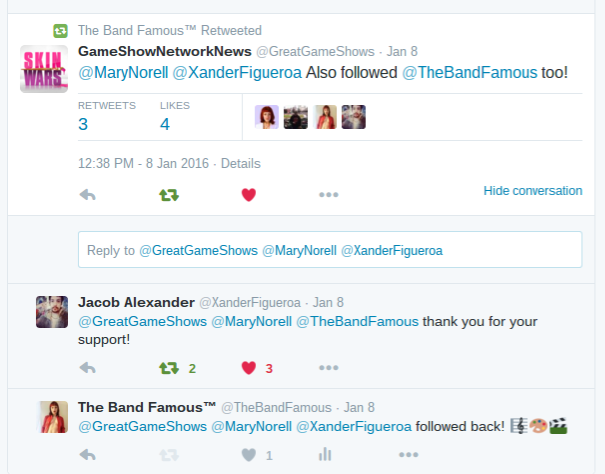 The Band Famous™ Retweeted
GameShowNetworkNews @GreatGameShows · Jan 8
SKIN
WARS
@MaryNorell @XanderFigueroa Also followed @TheBandFamous too!
RETWEETS LIKES
3 4
12:38 PM - 8 Jan 2016 · Details
Hide conversation
Reply to @GreatGameShows @MaryNorell @XanderFigueroa
Jacob Alexander @XanderFigueroa · Jan 8
@GreatGameShows @MaryNorell @TheBandFamous thank you for your
support!
2 3
The Band Famous™ @TheBandFamous · Jan 8
@GreatGameShows @MaryNorell @XanderFigueroa followed back! 🎼🎨🎬
1